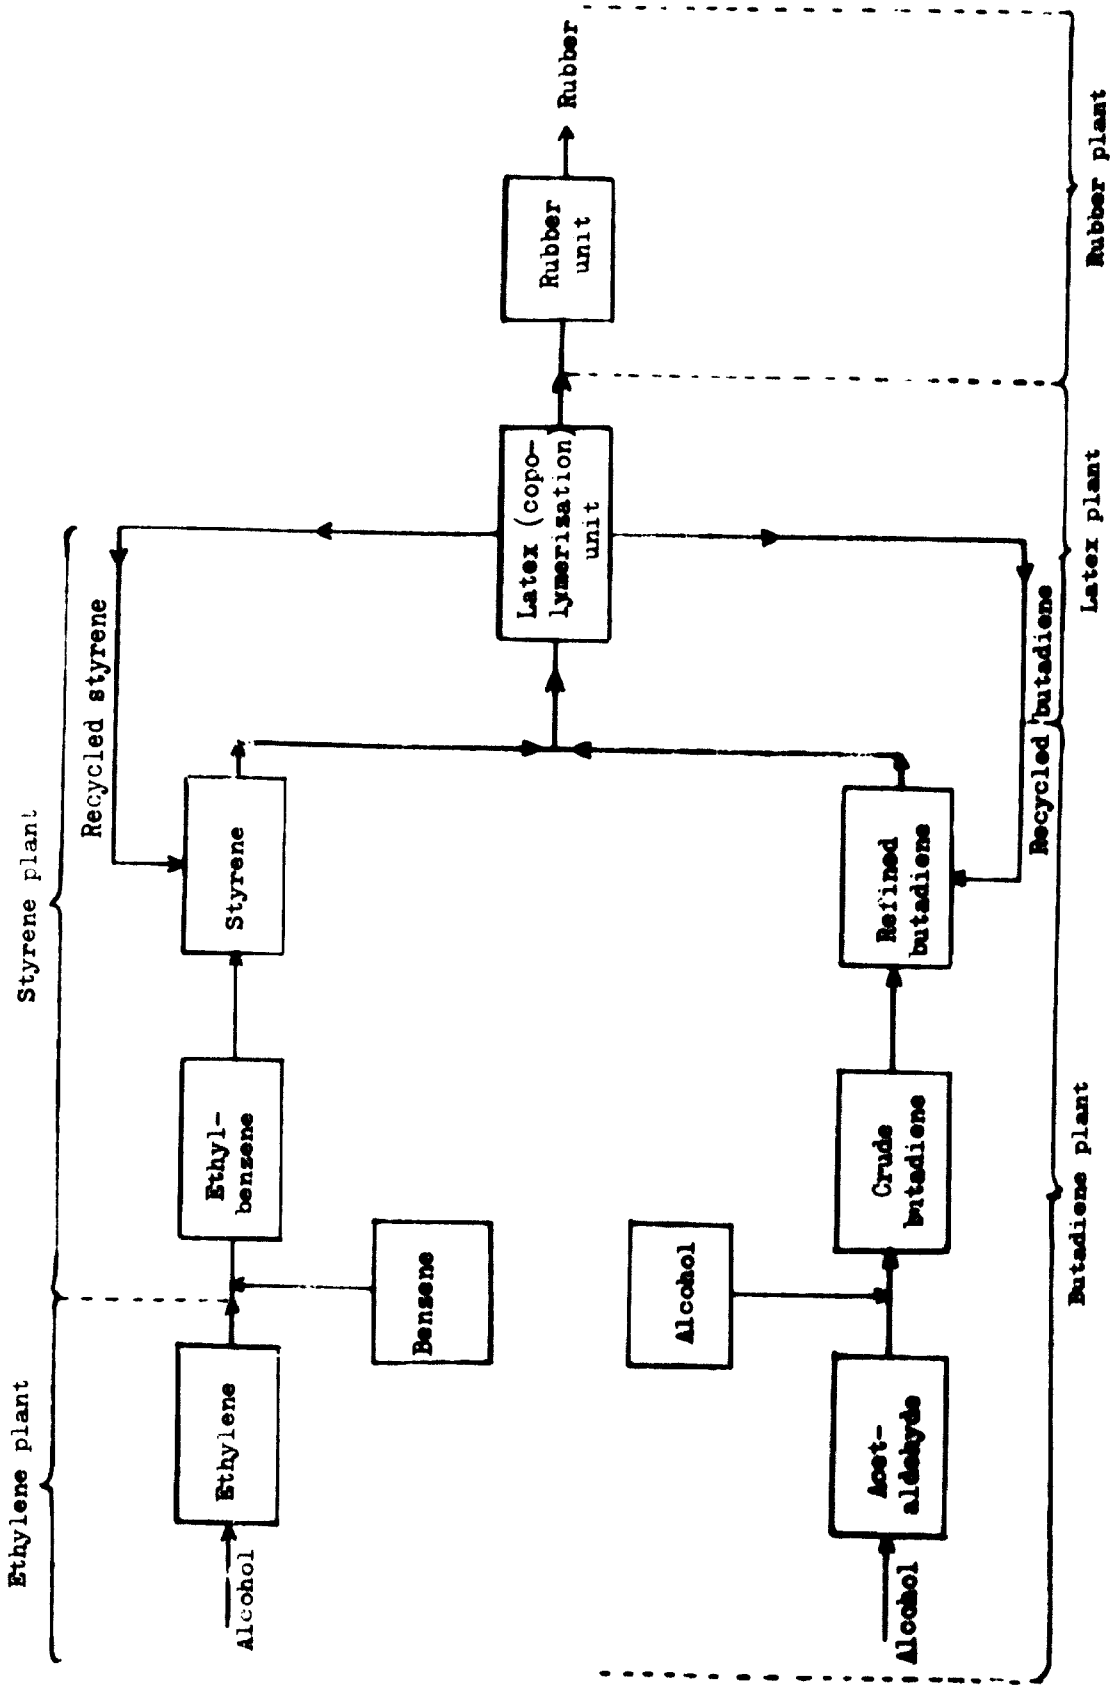 Ethylene plant
Styrene plant
Recycled styrene
Alcohol
Ethylene
Ethyl-
benzene
Styrene
Benzene
Latex (copo-
lymerization)
unit
Rubber
unit
Rubber
Alcohol
Alcohol
Acet-
aldehyde
Crude
butadiene
Refined
butadiene
Recycled butadiene
Butadiene plant
Latex plant
Rubber plant